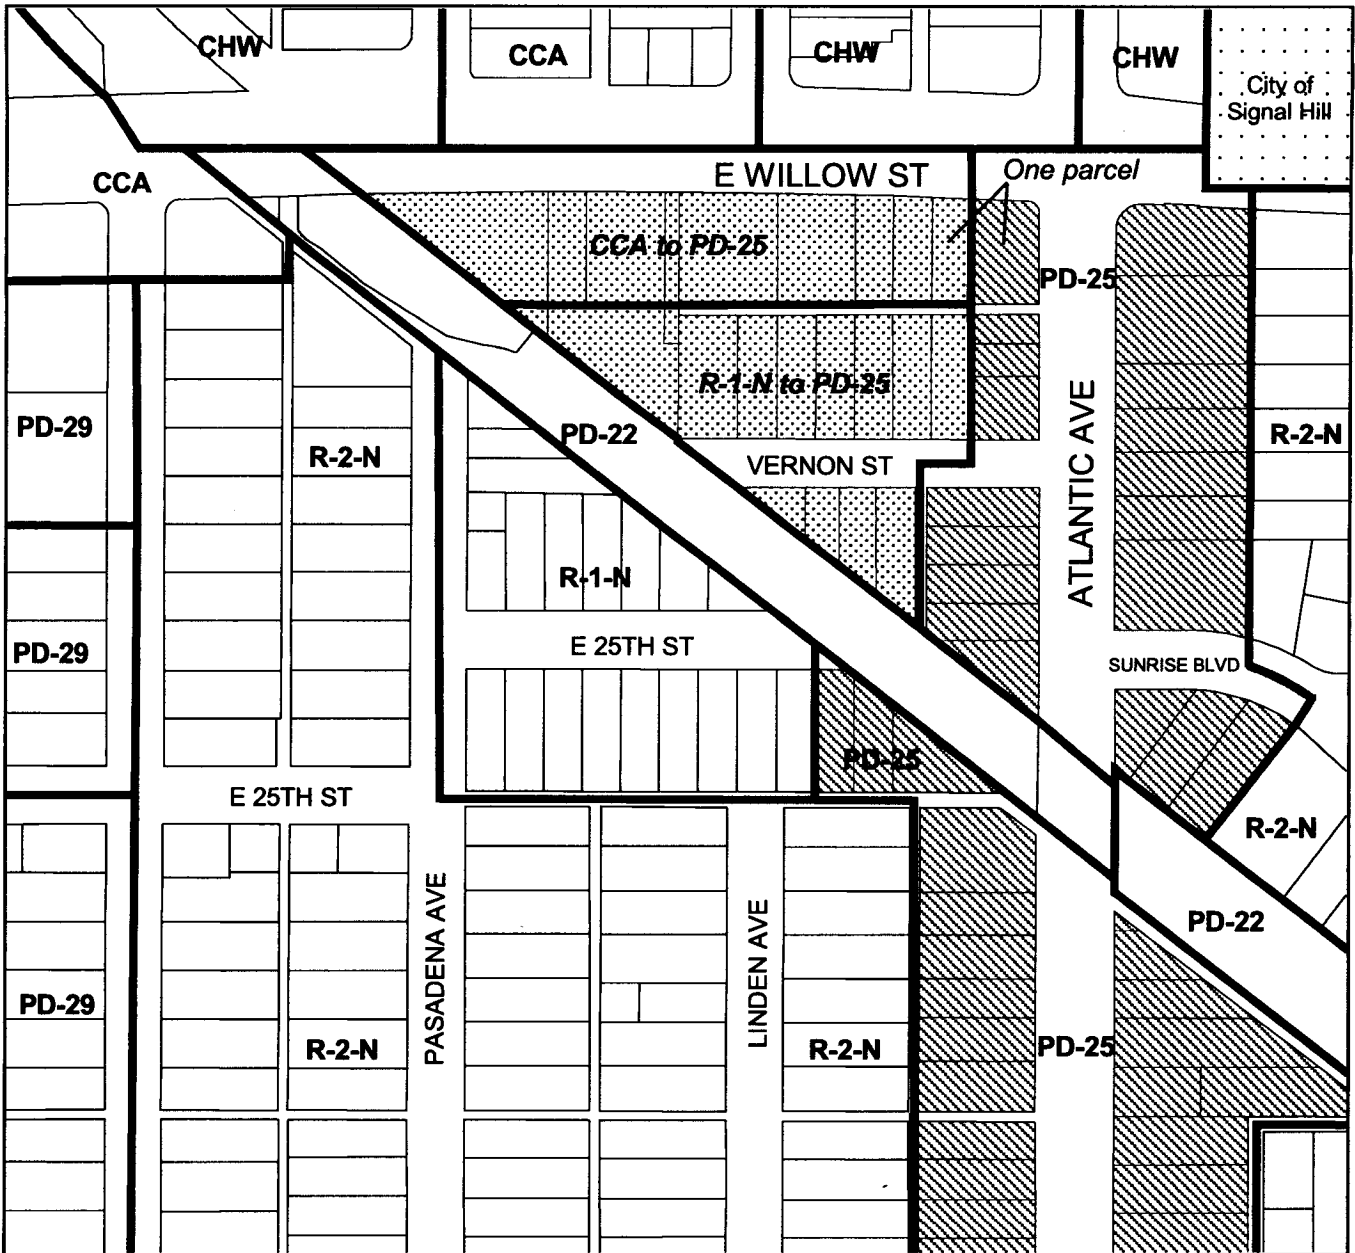 CHW
CCA
CHW
CHW
City of
Signal Hill
CCA
E WILLOW ST
One parcel
CCA to PD-25
PD-25
R-1-N to PD-25
PD-29
R-2-N
PD-22
VERNON ST
ATLANTIC AVE
R-2-N
R-1-N
PD-29
E 25TH ST
SUNRISE BLVD
PD-25
E 25TH ST
R-2-N
PASADENA AVE
LINDEN AVE
PD-22
PD-29
R-2-N
R-2-N
PD-25